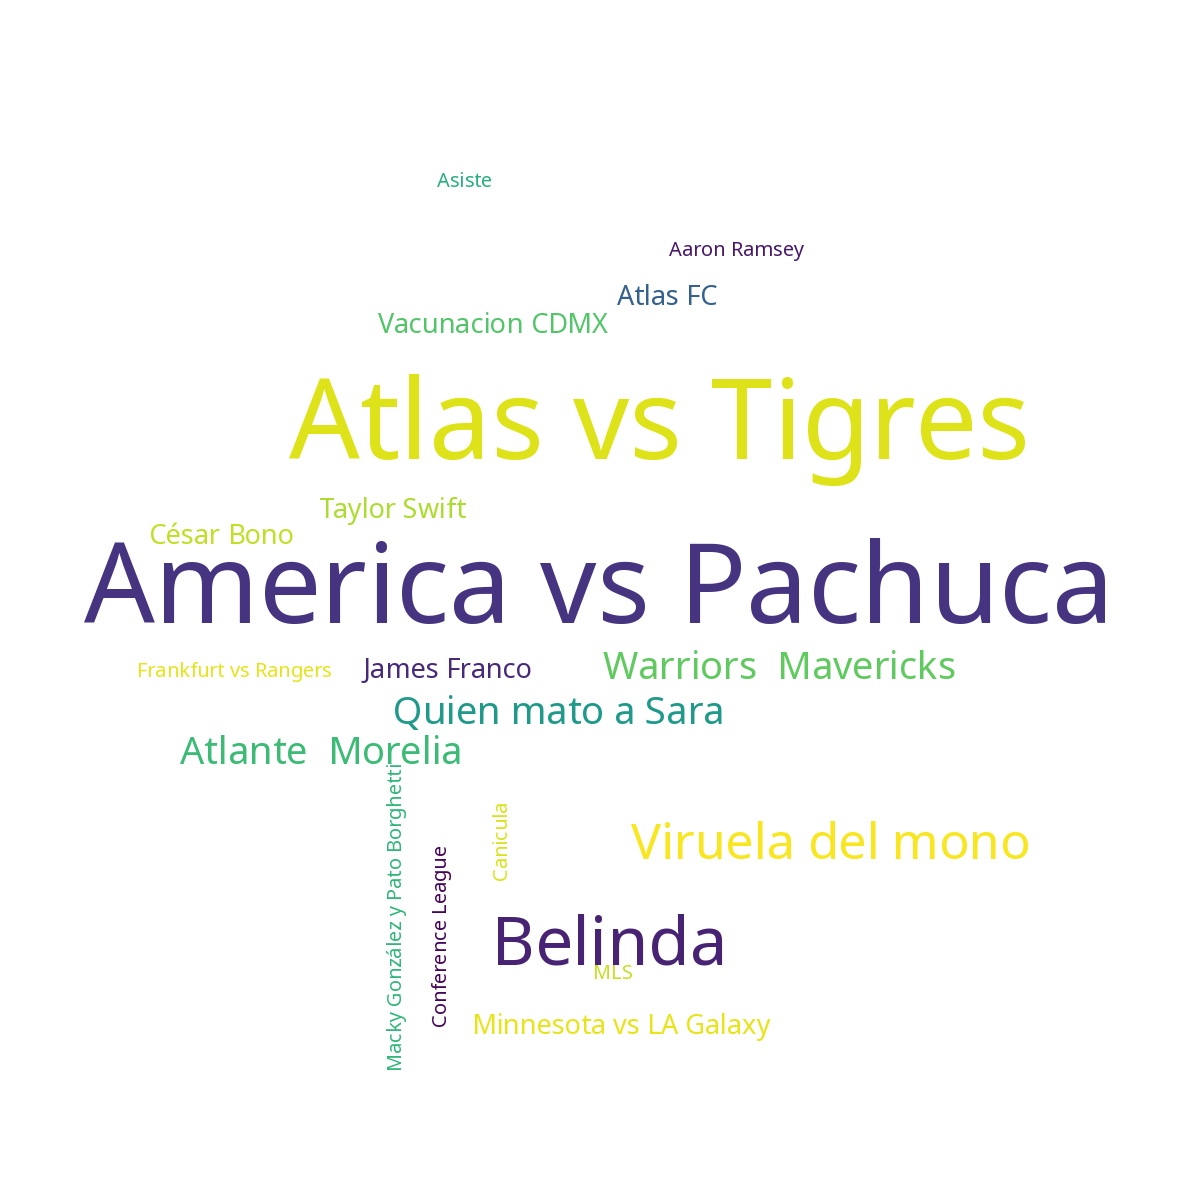 Asiste
Aaron Ramsey
Atlas FC
Vacunacion CDMX
Atlas vs Tigres
Taylor Swift
César Bono
America vs Pachuca
Frankfurt vs Rangers
James Franco
Warriors  Mavericks
Quien mato a Sara
Atlante  Morelia
Macky González y Pato Borghetti
Conference League
Canicula
Viruela del mono
Belinda
MLS
Minnesota vs LA Galaxy